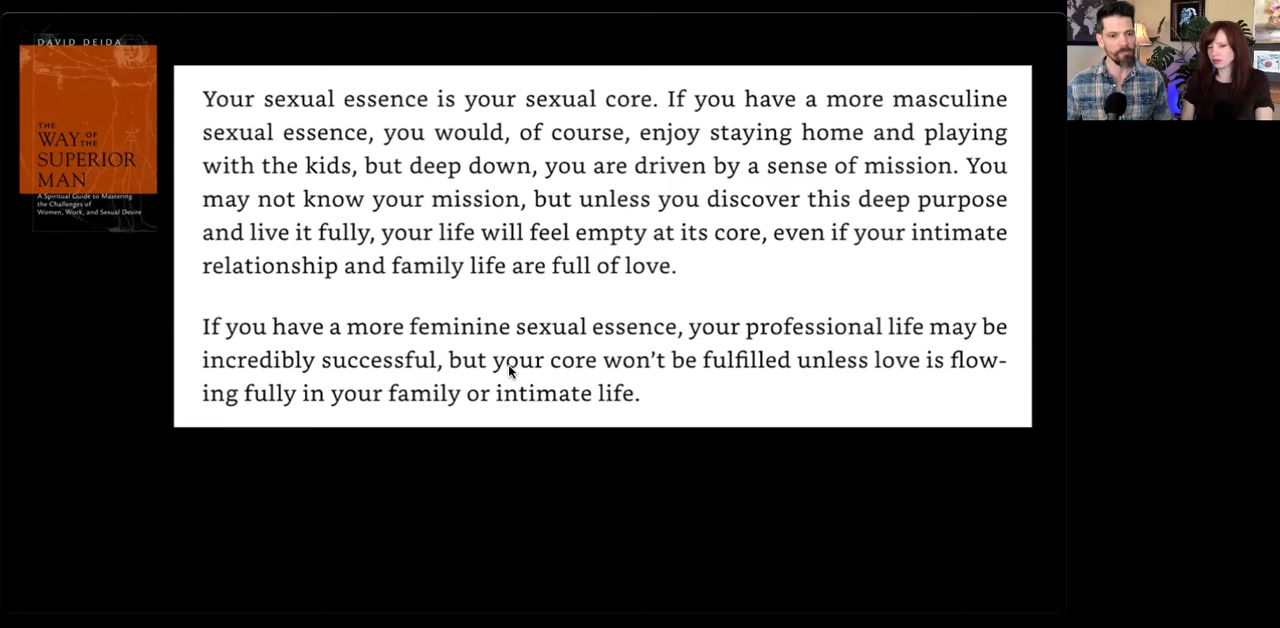 DAVID DEIDA
THE
WAY OF THE
SUPERIOR
MAN
A Spiritual Guide to Mastering
the Challenges of
Women, Work, and Sexual Desire
Your sexual essence is your sexual core. If you have a more masculine
sexual essence, you would, of course, enjoy staying home and playing
with the kids, but deep down, you are driven by a sense of mission. You
may not know your mission, but unless you discover this deep purpose
and live it fully, your life will feel empty at its core, even if your intimate
relationship and family life are full of love.
If you have a more feminine sexual essence, your professional life may be
incredibly successful, but your core won't be fulfilled unless love is flow-
ing fully in your family or intimate life.